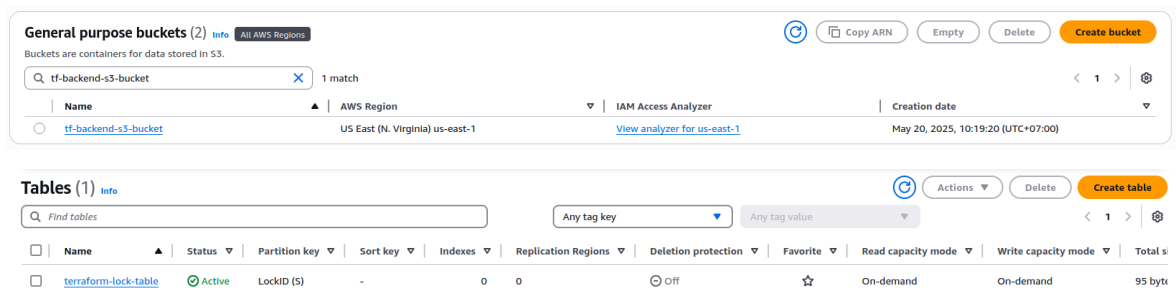 General purpose buckets (2) Info All AWS Regions
Copy ARN Empty Delete Create bucket
Buckets are containers for data stored in S3.
tf-backend-s3-bucket 1 match
1
Name AWS Region IAM Access Analyzer Creation date
tf-backend-s3-bucket US East (N. Virginia) us-east-1 View analyzer for us-east-1 May 20, 2025, 10:19:20 (UTC+07:00)
Tables (1) Info
Actions Delete Create table
Find tables Any tag key Any tag value 1
Name Status Partition key Sort key Indexes Replication Regions Deletion protection Favorite Read capacity mode Write capacity mode Total
terraform-lock-table Active LockID (S) - 0 0 Off On-demand On-demand 95